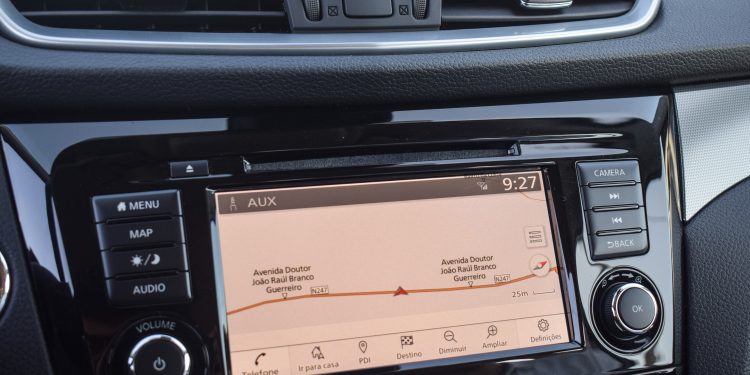 MENU
MAP
AUDIO
VOLUME
AUX
9:27
Avenida Doutor
João Raúl Branco
Guerreiro
N247
Avenida Doutor
João Raúl Branco
Guerreiro
N247
25m
Telefone
Ir para casa
PDI
Destino
Diminuir
Ampliar
Definições
CAMERA
BACK
OK